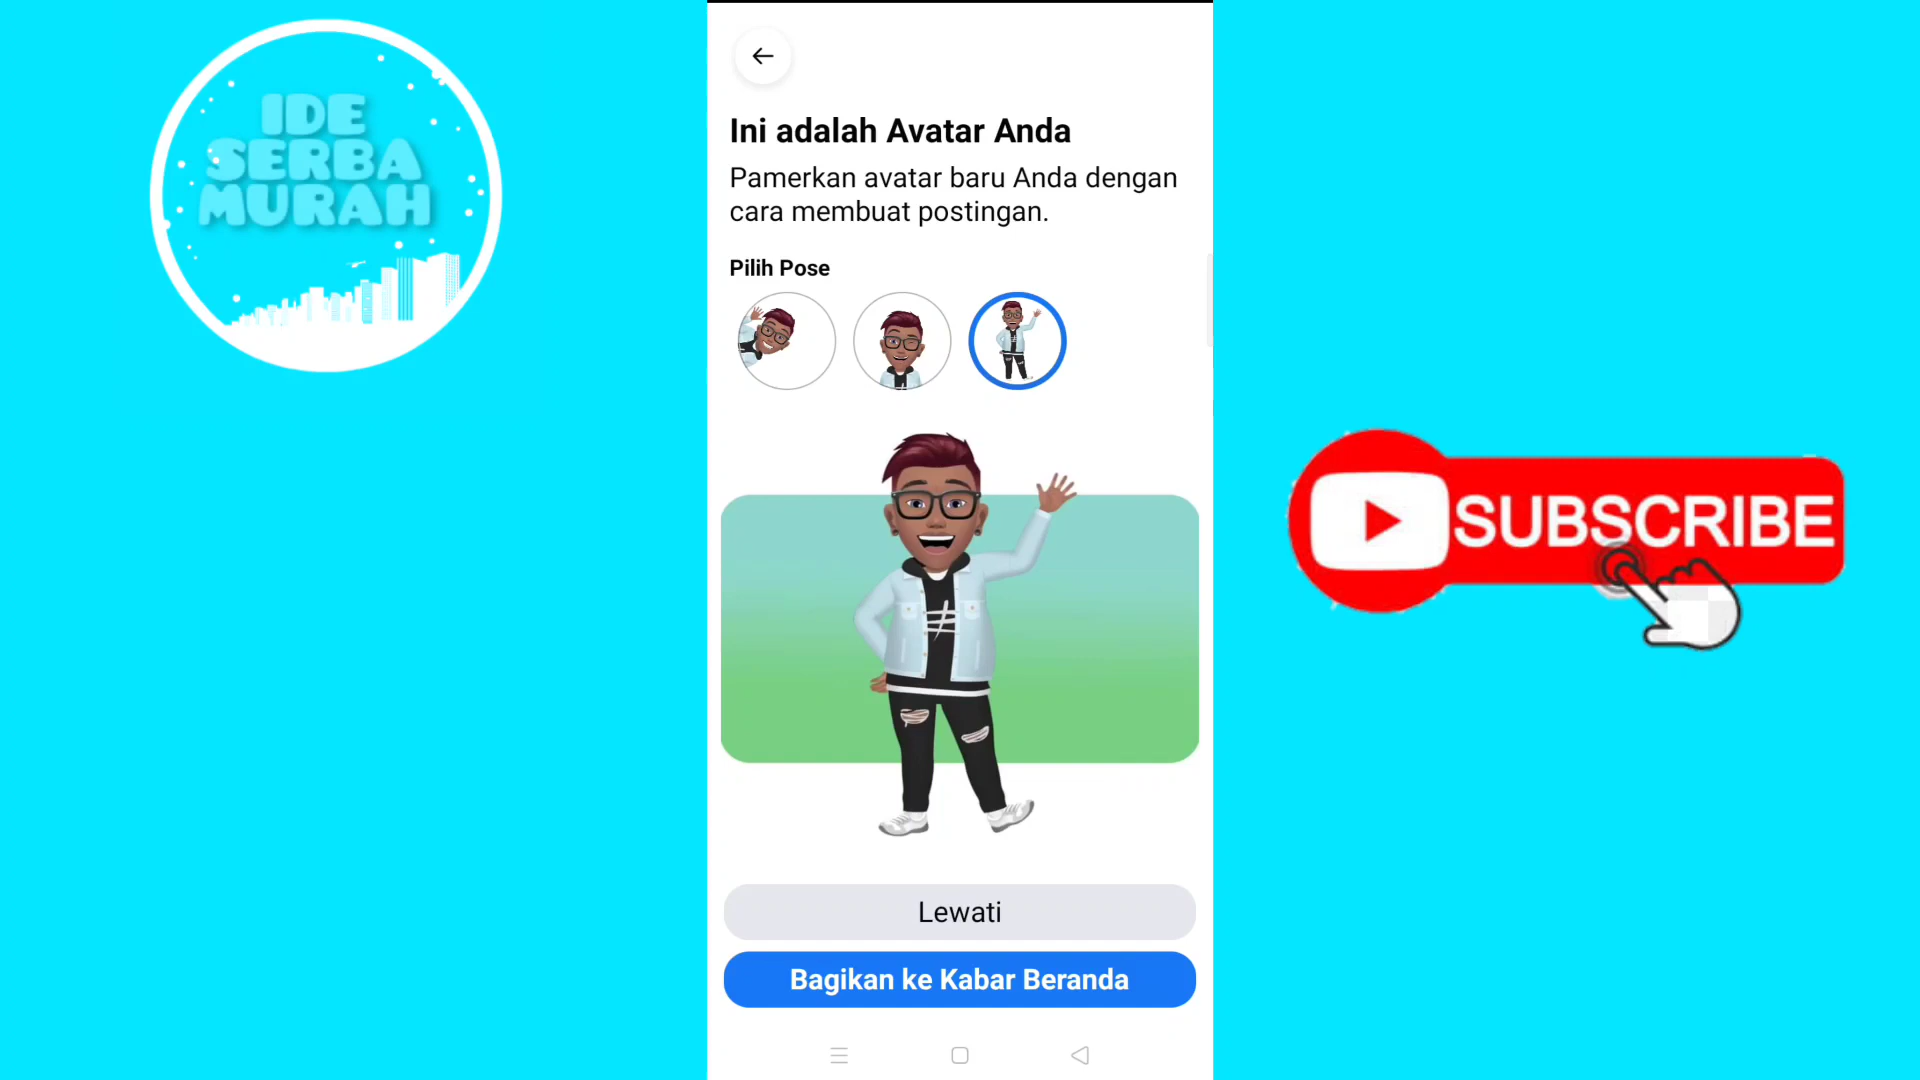 IDE
SERBA
MURAH
Ini adalah Avatar Anda
Pamerkan avatar baru Anda dengan
cara membuat postingan.
Pilih Pose
SUBSCRIBE
Lewati
Bagikan ke Kabar Beranda